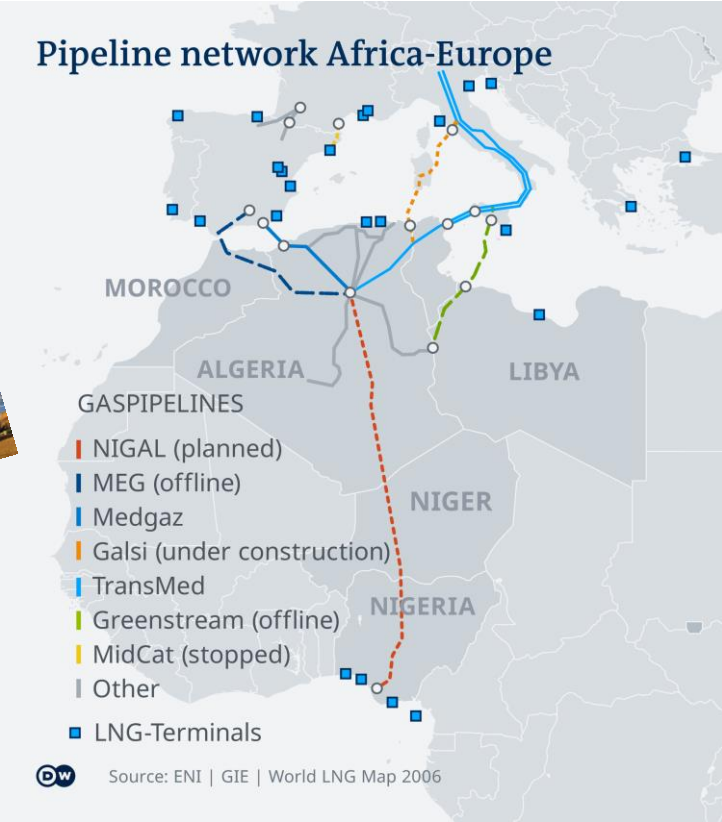 Pipeline network Africa-Europe
MOROCCO
ALGERIA
LIBYA
GASPIPELINES
NIGAL (planned)
MEG (offline)
Medgaz
NIGER
Galsi (under construction)
TransMed
NIGERIA
Greenstream (offline)
MidCat (stopped)
Other
LNG-Terminals
DW
Source: ENI | GIE | World LNG Map 2006